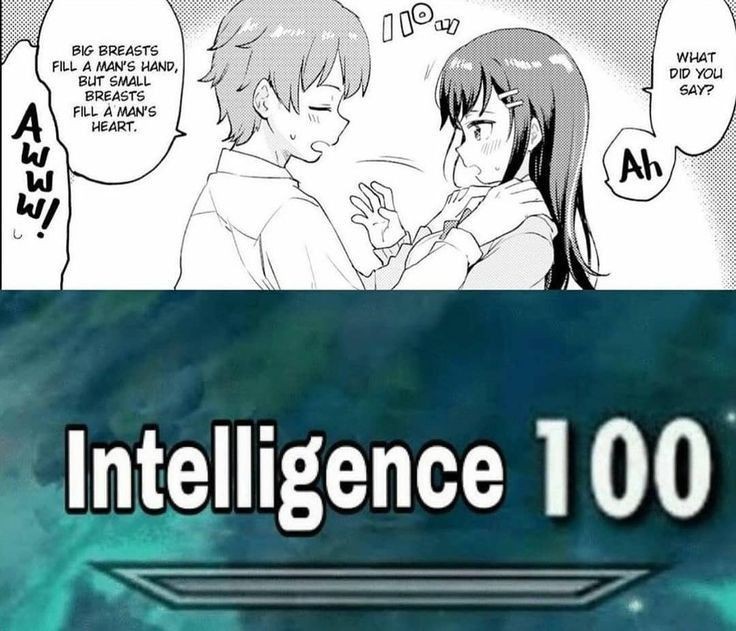 BIG BREASTS
FILL A MAN'S HAND,
BUT SMALL
BREASTS
FILL A MAN'S
HEART.
AWWW!
WHAT
DID YOU
SAY?
Ah
Intelligence 100